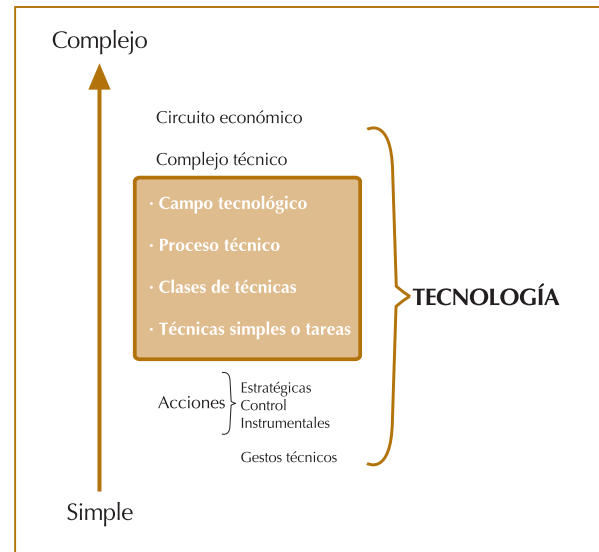 Complejo
Circuito económico
Complejo técnico
· Campo tecnológico
· Proceso técnico
· Clases de técnicas
TECNOLOGÍA
· Técnicas simples o tareas
Acciones
Estratégicas
Control
Instrumentales
Gestos técnicos
Simple